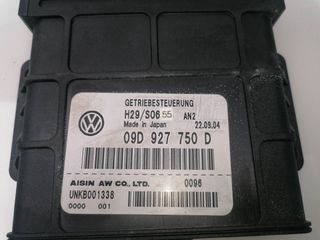 GETRIEBESTEUERUNG
H29/S06 55 AN2
Made in Japan 22.09.04
09D 927 750 D
AISIN AW CO., LTD. 0096
UNKB001338
0000 001